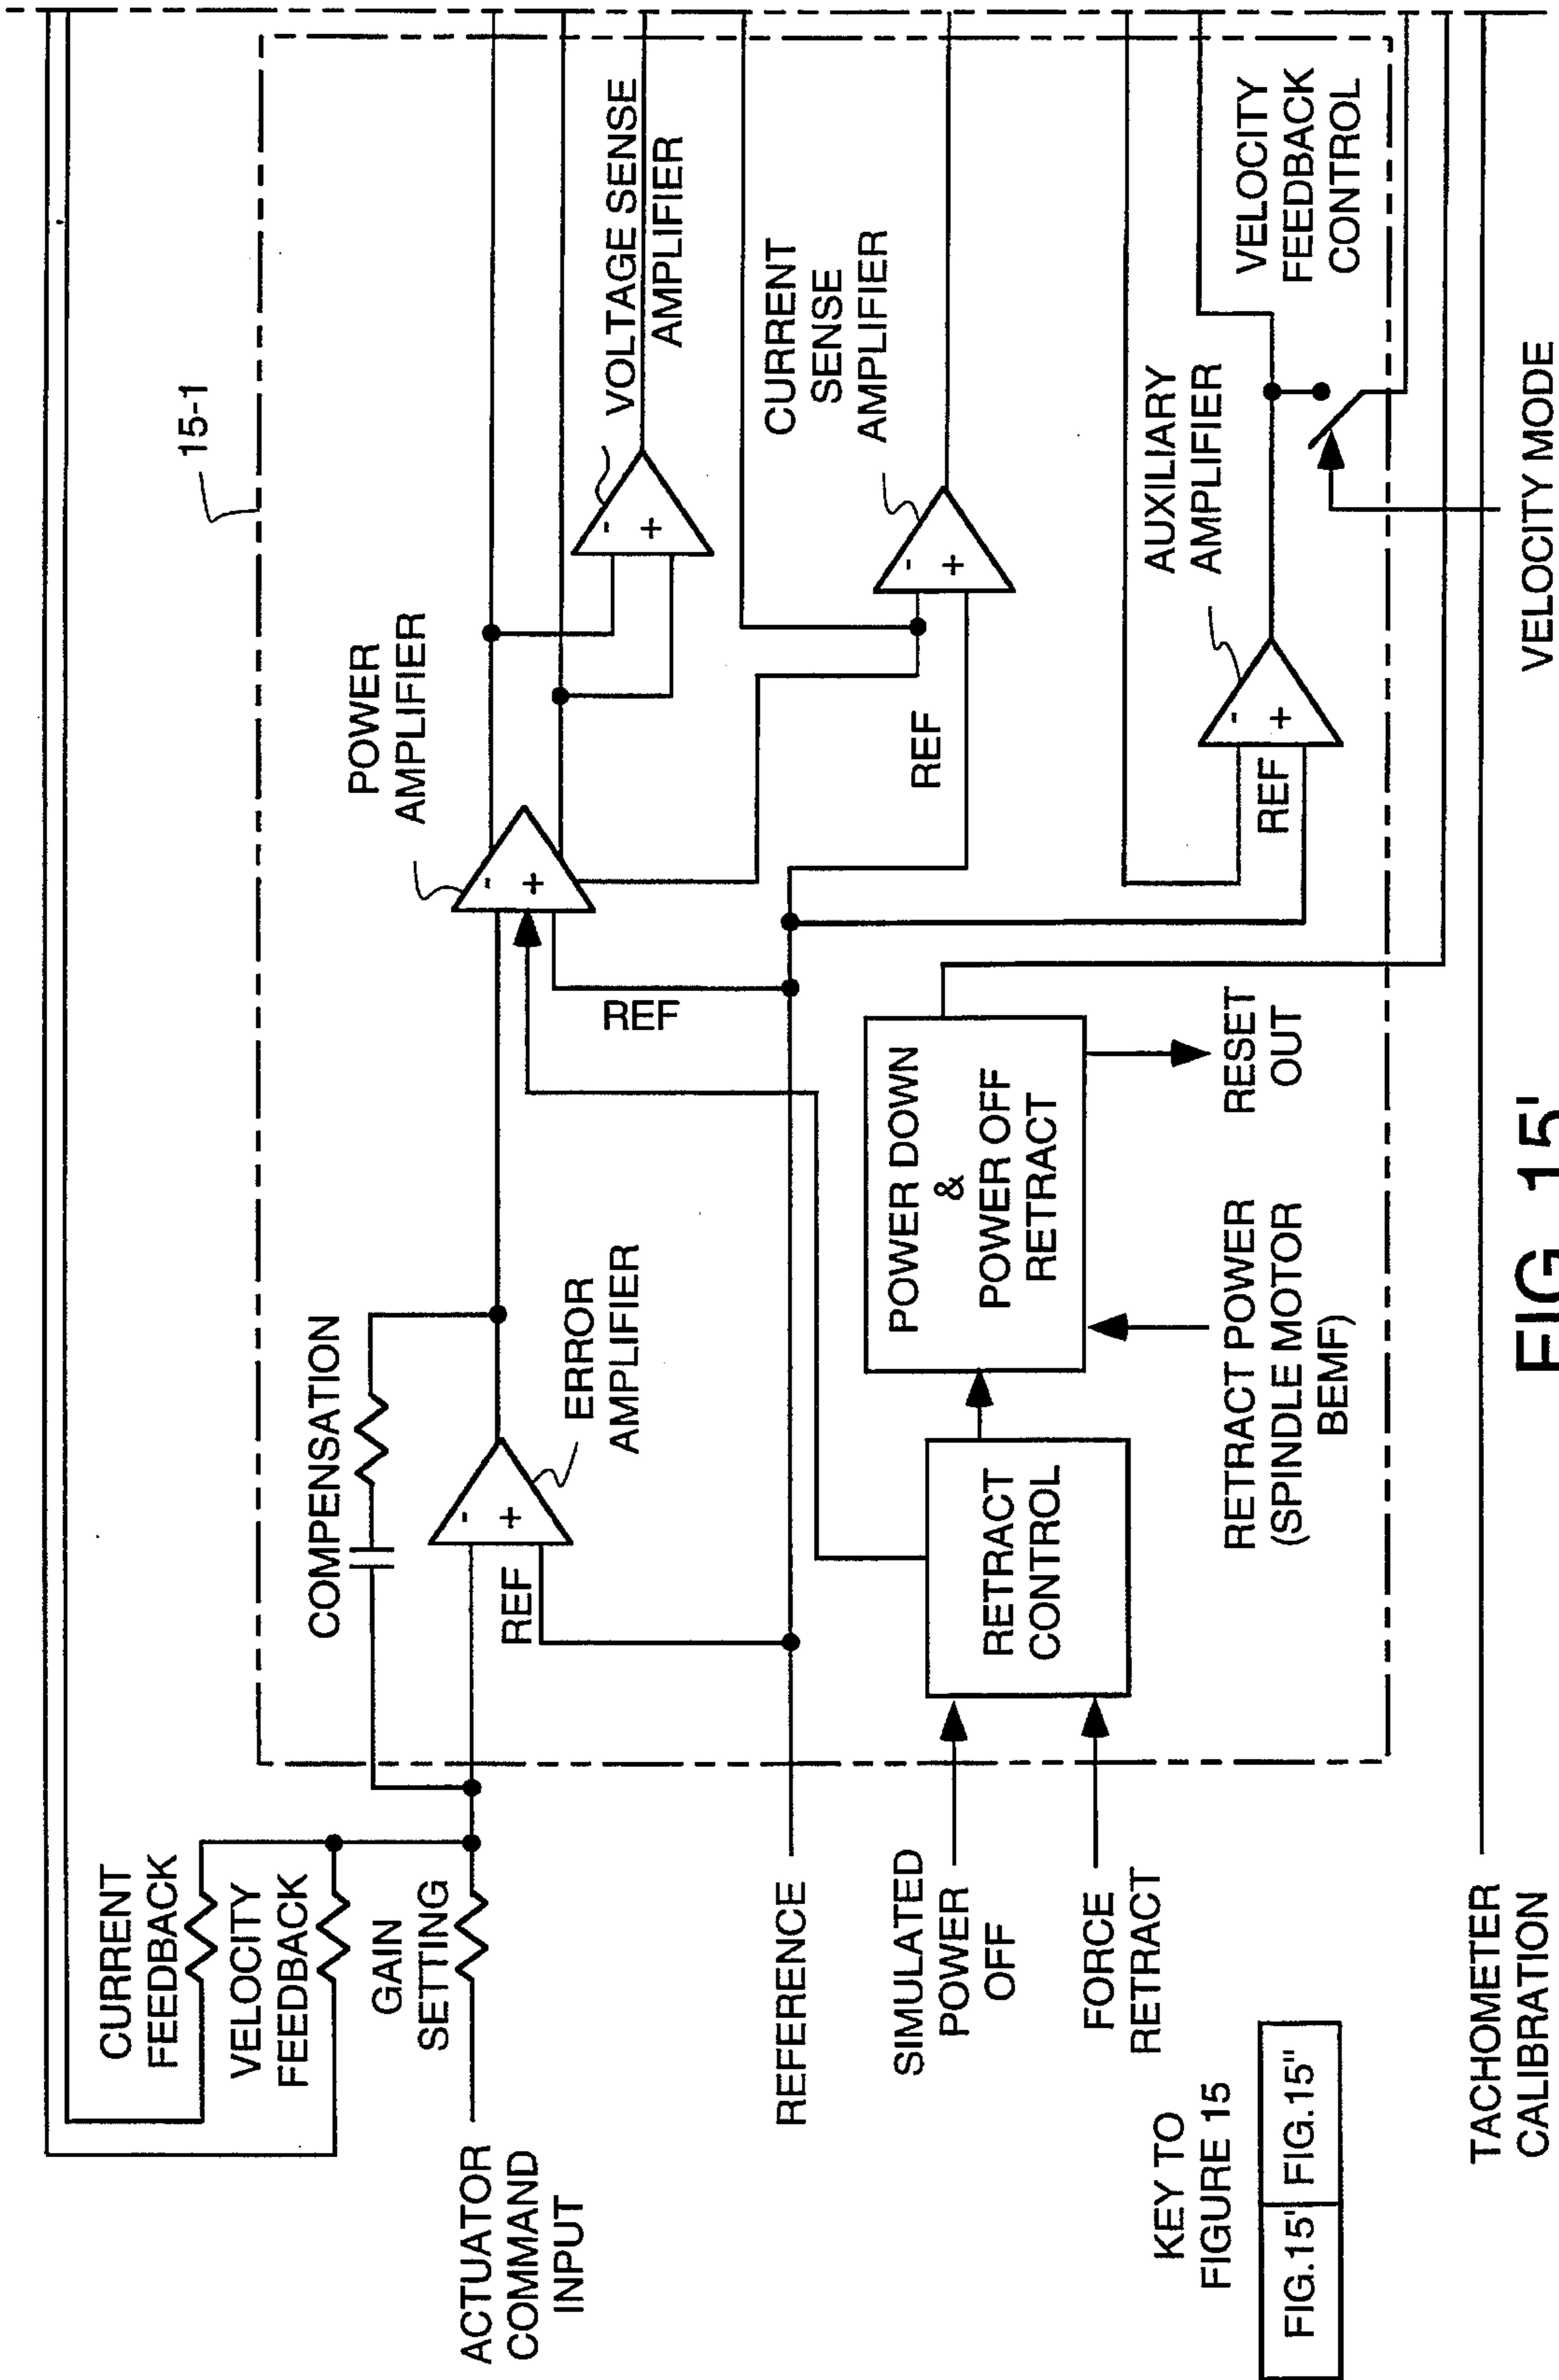 CURRENT
FEEDBACK
VELOCITY
FEEDBACK
GAIN
SETTING
ACTUATOR
COMMAND
INPUT
REFERENCE
SIMULATED
POWER
OFF
FORCE
RETRACT
KEY TO
FIGURE 15
FIG.15' FIG.15"
TACHOMETER
CALIBRATION
15-1
COMPENSATION
-
+
REF
ERROR
AMPLIFIER
POWER
AMPLIFIER
-
+
REF
VOLTAGE SENSE
AMPLIFIER
-
+
CURRENT
SENSE
AMPLIFIER
-
+
REF
AUXILIARY
AMPLIFIER
-
+
REF
VELOCITY
FEEDBACK
CONTROL
VELOCITY MODE
RETRACT
CONTROL
POWER DOWN
&
POWER OFF
RETRACT
RETRACT POWER
(SPINDLE MOTOR
BEMF)
RESET
OUT
FIG. 15'